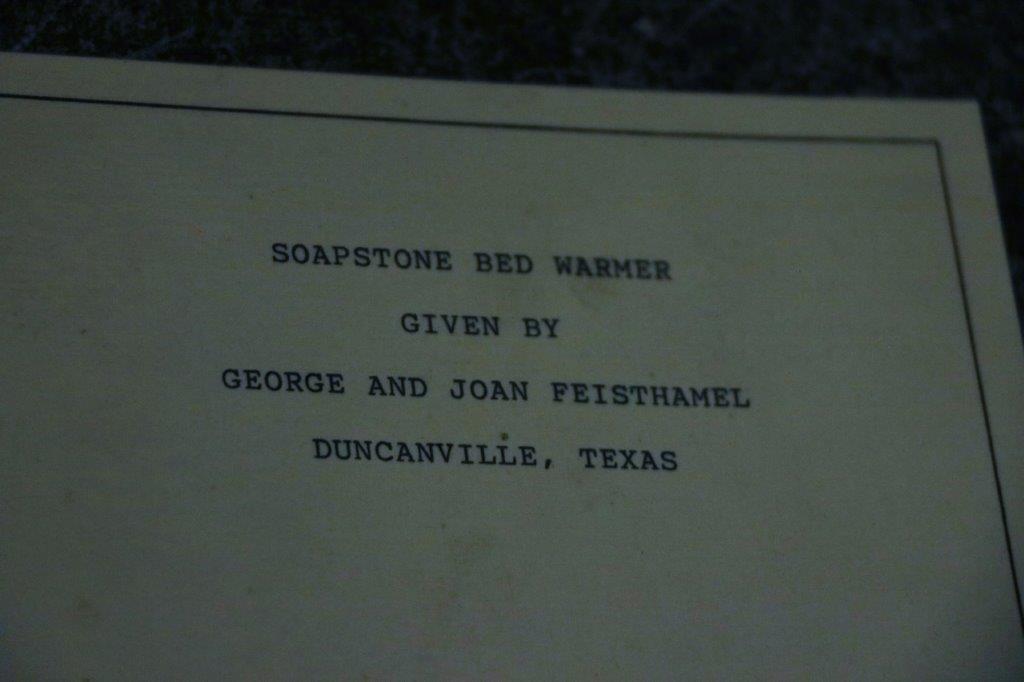 SOAPSTONE BED WARMER
GIVEN BY
GEORGE AND JOAN FEISTHAMEL
DUNCANVILLE, TEXAS